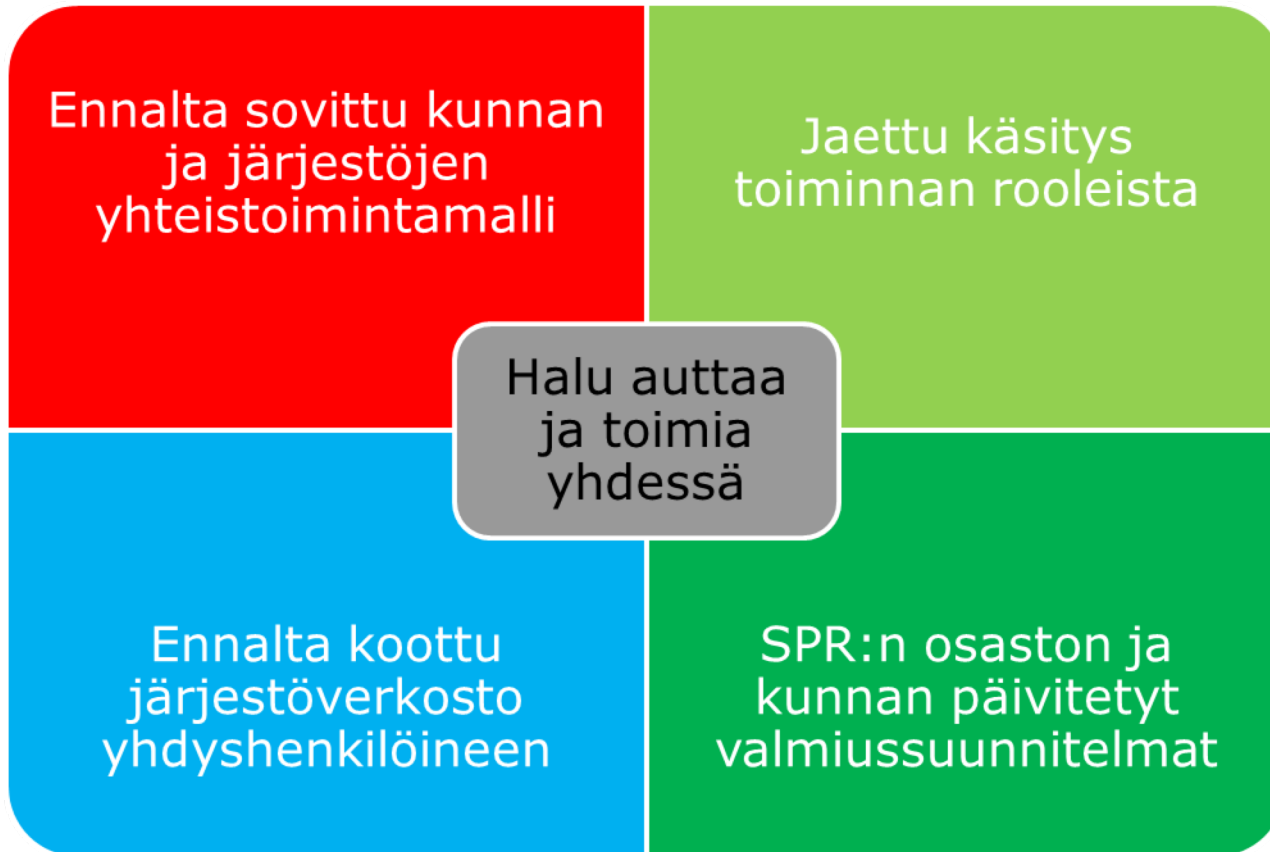 Ennalta sovittu kunnan
ja järjestöjen
yhteistoimintamalli
Jaettu käsitys
toiminnan rooleista
Halu auttaa
ja toimia
yhdessä
Ennalta koottu
järjestöverkosto
yhdyshenkilöineen
SPR:n osaston ja
kunnan päivitetyt
valmiussuunnitelmat